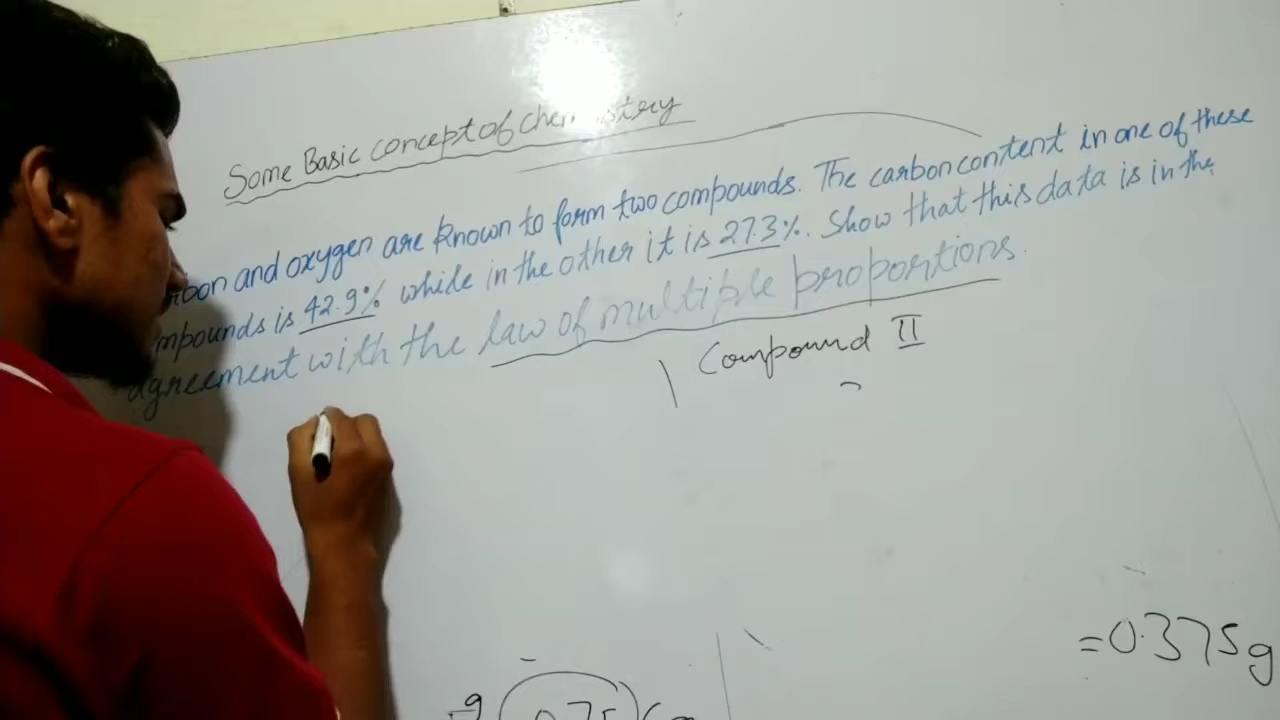 Some Basic concept of
and oxygen are known to form two compounds. The carbon content in one of these
is 42.9% while in the other it is 27.3%. Show that this data is in the
agreement with the law of multiple proportions.
Compound II
=0.375g